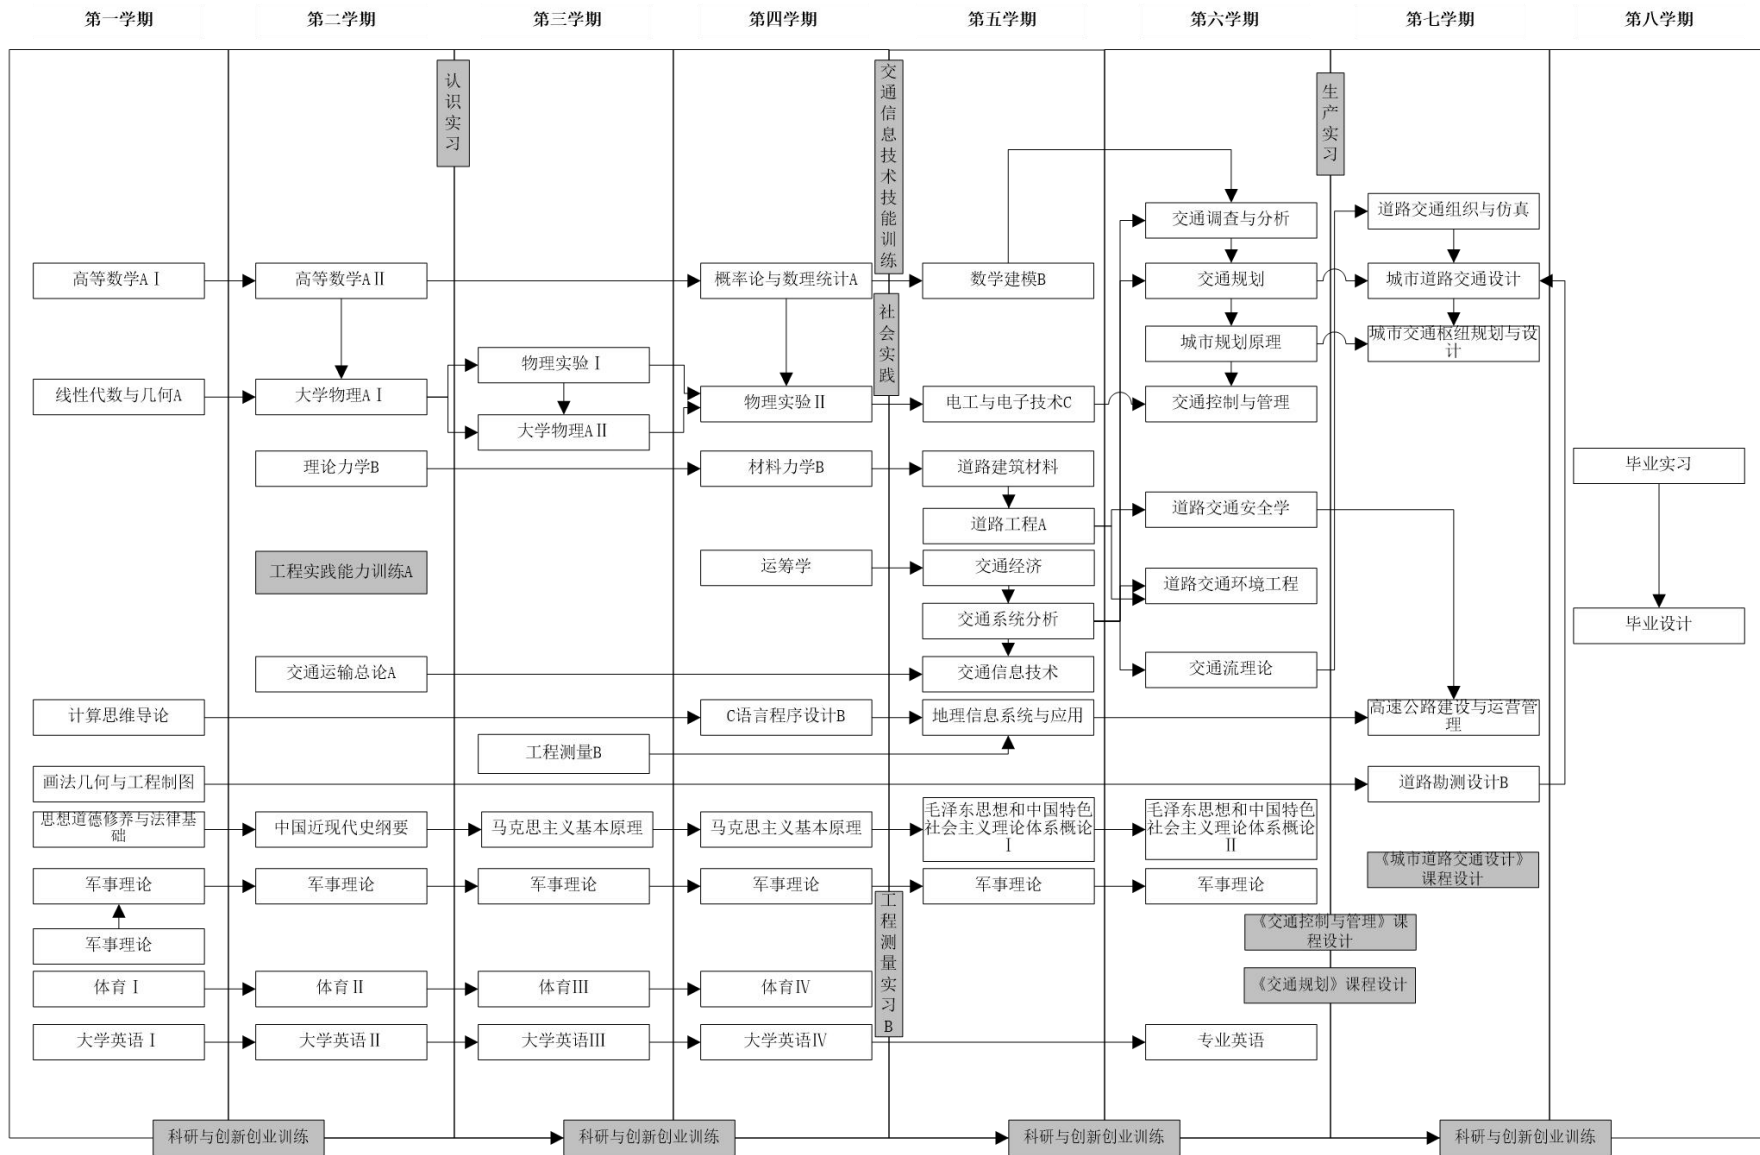 第一学期
第二学期
第三学期
第四学期
第五学期
第六学期
第七学期
第八学期
认
识
实
习
交
通
信
息
技
术
技
能
训
练
生
产
实
习
交通调查与分析
道路交通组织与仿真
高等数学AⅠ
高等数学AⅡ
概率论与数理统计A
数学建模B
交通规划
城市道路交通设计
社
会
实
践
城市规划原理
城市交通枢纽规划与设
计
物理实验Ⅰ
线性代数与几何A
大学物理AⅠ
物理实验Ⅱ
电工与电子技术C
交通控制与管理
大学物理AⅡ
理论力学B
材料力学B
道路建筑材料
毕业实习
道路工程A
道路交通安全学
工程实践能力训练A
运筹学
交通经济
道路交通环境工程
交通系统分析
毕业设计
交通运输总论A
交通信息技术
交通流理论
计算思维导论
C语言程序设计B
地理信息系统与应用
高速公路建设与运营管
理
工程测量B
画法几何与工程制图
道路勘测设计B
思想道德修养与法律基
础
中国近现代史纲要
马克思主义基本原理
马克思主义基本原理
毛泽东思想和中国特色
社会主义理论体系概论
Ⅰ
毛泽东思想和中国特色
社会主义理论体系概论
Ⅱ
《城市道路交通设计》
课程设计
军事理论
军事理论
军事理论
军事理论
军事理论
军事理论
工
程
测
量
实
习
B
军事理论
《交通控制与管理》课
程设计
体育Ⅰ
体育Ⅱ
体育Ⅲ
体育Ⅳ
《交通规划》课程设计
大学英语Ⅰ
大学英语Ⅱ
大学英语Ⅲ
大学英语Ⅳ
专业英语
科研与创新创业训练
科研与创新创业训练
科研与创新创业训练
科研与创新创业训练